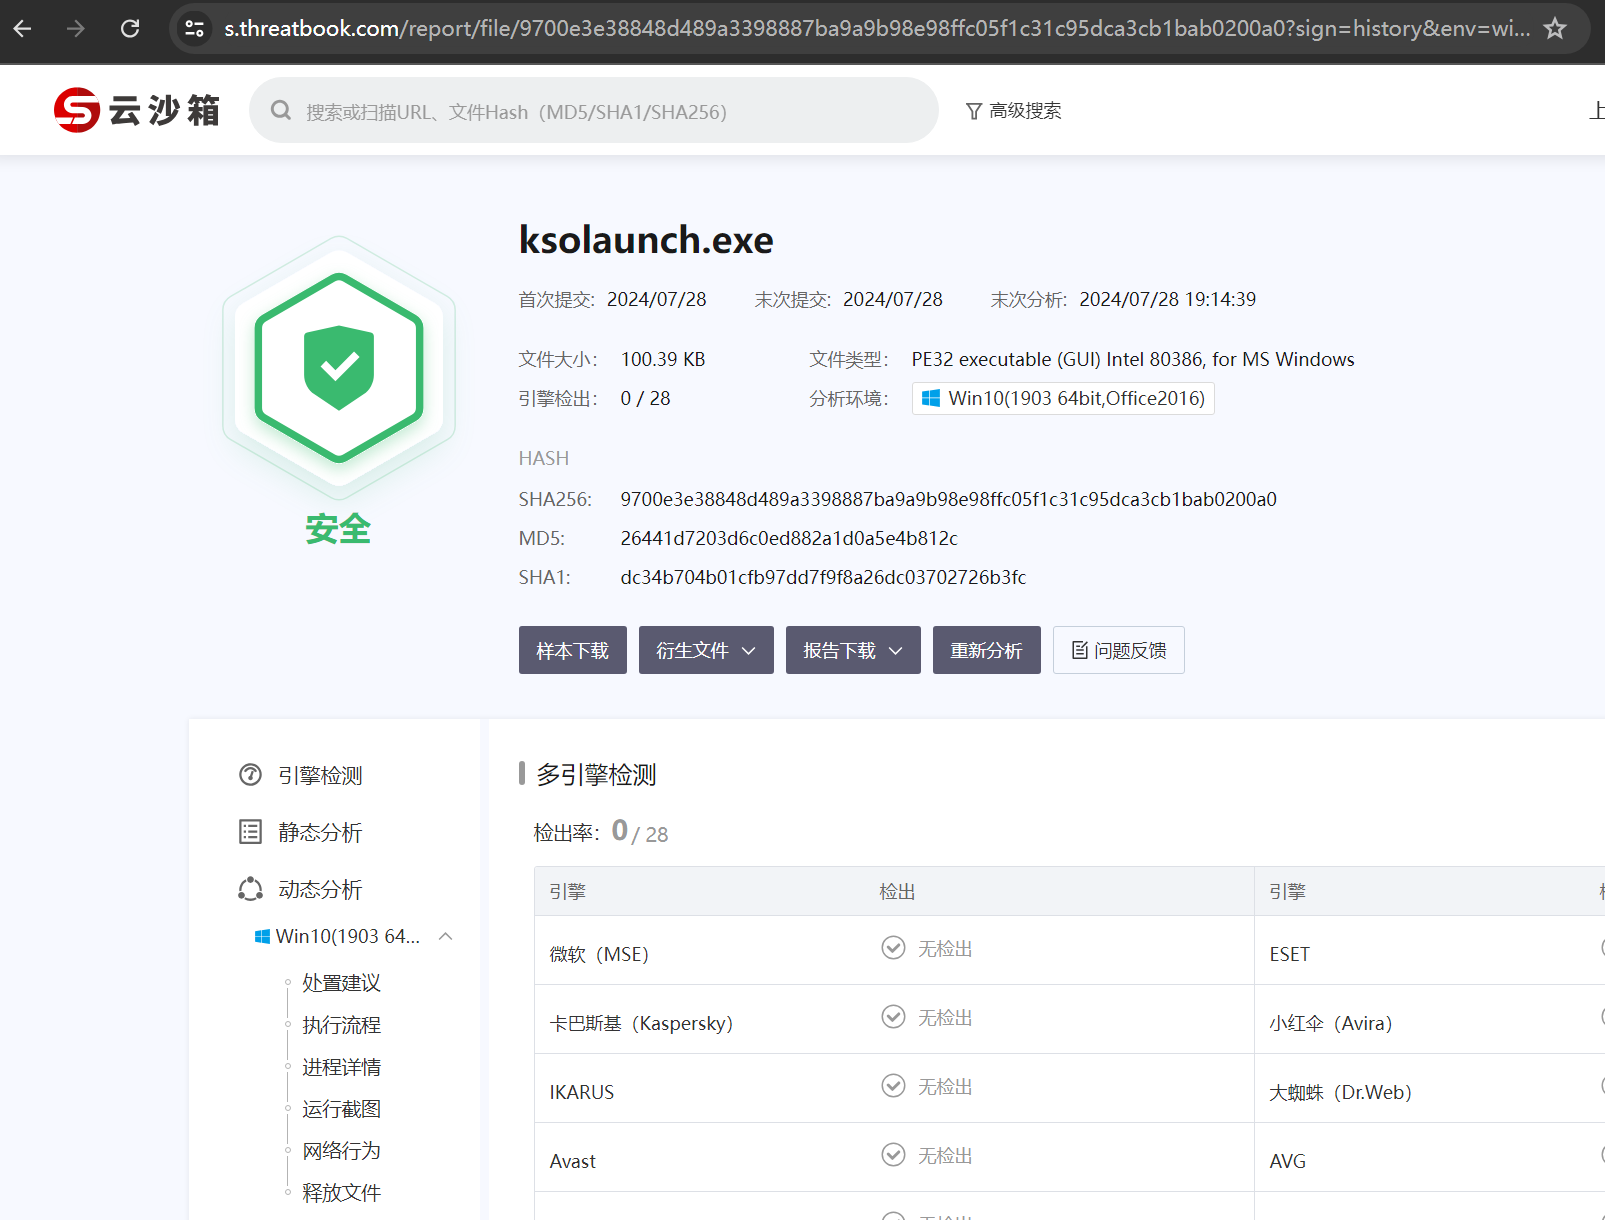 s.threatbook.com/report/file/9700e3e38848d489a3398887ba9a9b98e98ffc05f1c31c95dca3cb1bab0200a0?sign=history&env=wi...
云沙箱
搜索或扫描URL、文件Hash（MD5/SHA1/SHA256）
高级搜索
上
ksolaunch.exe
首次提交: 2024/07/28 末次提交: 2024/07/28 末次分析: 2024/07/28 19:14:39
文件大小: 100.39 KB 文件类型: PE32 executable (GUI) Intel 80386, for MS Windows
引擎检出: 0 / 28 分析环境: Win10(1903 64bit,Office2016)
HASH
SHA256: 9700e3e38848d489a3398887ba9a9b98e98ffc05f1c31c95dca3cb1bab0200a0
安全
MD5: 26441d7203d6c0ed882a1d0a5e4b812c
SHA1: dc34b704b01cfb97dd7f9f8a26dc03702726b3fc
样本下载 衍生文件 报告下载 重新分析 问题反馈
引擎检测
静态分析
动态分析
Win10(1903 64...
处置建议
执行流程
进程详情
运行截图
网络行为
释放文件
多引擎检测
检出率: 0 / 28
引擎 检出 引擎
微软（MSE） 无检出 ESET
卡巴斯基（Kaspersky） 无检出 小红伞（Avira）
IKARUS 无检出 大蜘蛛（Dr.Web）
Avast 无检出 AVG